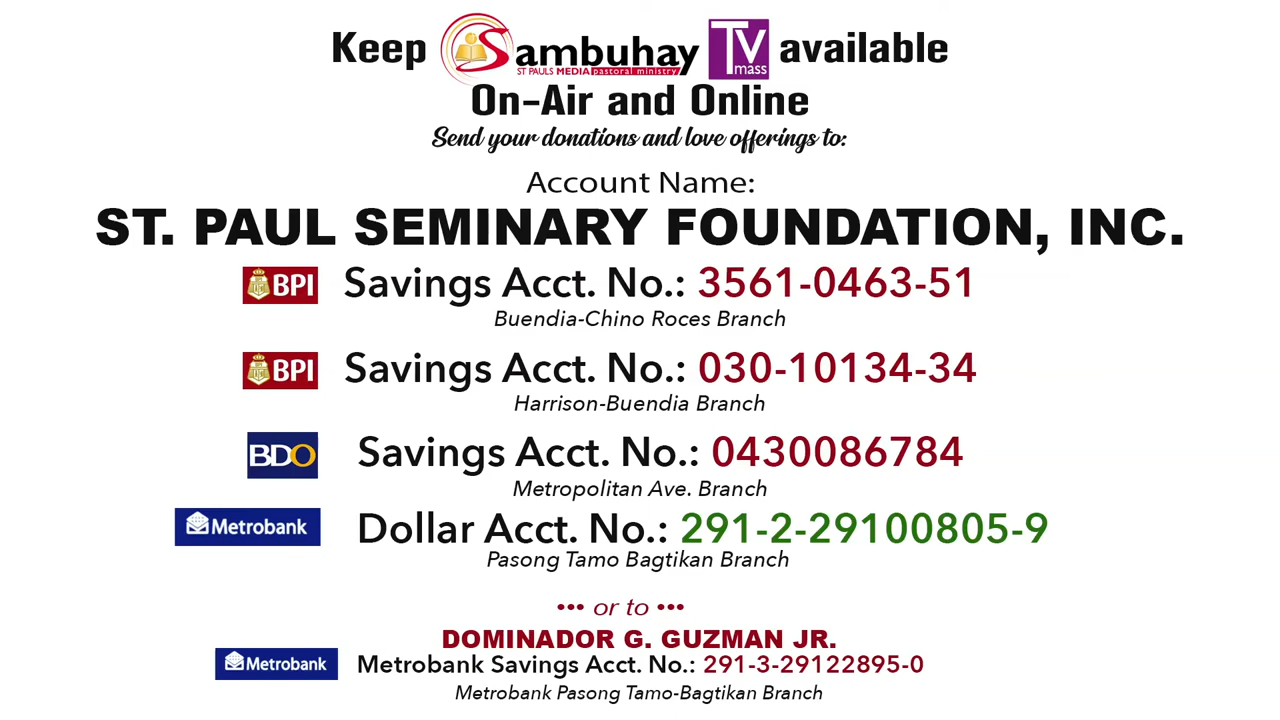 Keep Sambuhay TV mass available
ST PAULS MEDIA pastoral ministry
On-Air and Online
Send your donations and love offerings to:
Account Name:
ST. PAUL SEMINARY FOUNDATION, INC.
BPI Savings Acct. No.: 3561-0463-51
Buendia-Chino Roces Branch
BPI Savings Acct. No.: 030-10134-34
Harrison-Buendia Branch
BDO Savings Acct. No.: 0430086784
Metropolitan Ave. Branch
Metrobank Dollar Acct. No.: 291-2-29100805-9
Pasong Tamo Bagtikan Branch
••• or to •••
DOMINADOR G. GUZMAN JR.
Metrobank Metrobank Savings Acct. No.: 291-3-29122895-0
Metrobank Pasong Tamo-Bagtikan Branch